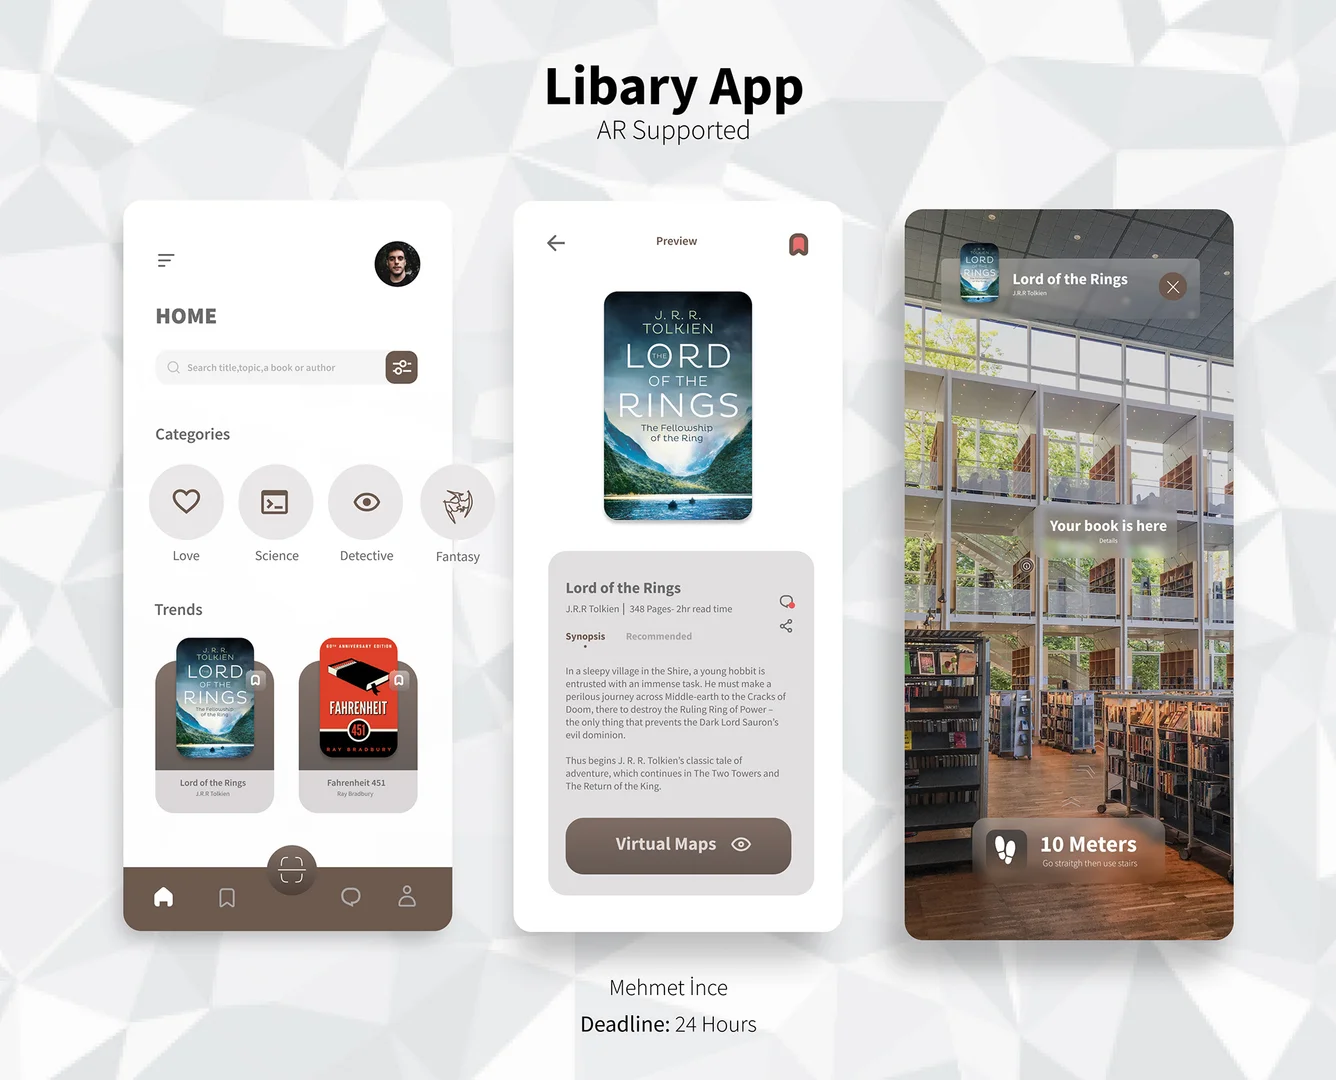 Libary App
AR Supported
HOME
Search title,topic,a book or author
Categories
Love
Science
Detective
Fantasy
Trends
J. R. R.
TOLKIEN
THE
LORD
OF THE
RINGS
The Fellowship
of the Ring
Lord of the Rings
J.R.R Tolkien
60TH ANNIVERSARY EDITION
FAHRENHEIT
451
RAY BRADBURY
Fahrenheit 451
Ray Bradbury
Preview
J. R. R.
TOLKIEN
THE
LORD
OF THE
RINGS
The Fellowship
of the Ring
Lord of the Rings
J.R.R Tolkien | 348 Pages- 2hr read time
Synopsis Recommended
In a sleepy village in the Shire, a young hobbit is
entrusted with an immense task. He must make a
perilous journey across Middle-earth to the Cracks of
Doom, there to destroy the Ruling Ring of Power –
the only thing that prevents the Dark Lord Sauron's
evil dominion.
Thus begins J. R. R. Tolkien's classic tale of
adventure, which continues in The Two Towers and
The Return of the King.
Virtual Maps
LORD
OF THE
RINGS
Lord of the Rings
J.R.R Tolkien
Your book is here
Details
10 Meters
Go straitgh then use stairs
Mehmet İnce
Deadline: 24 Hours